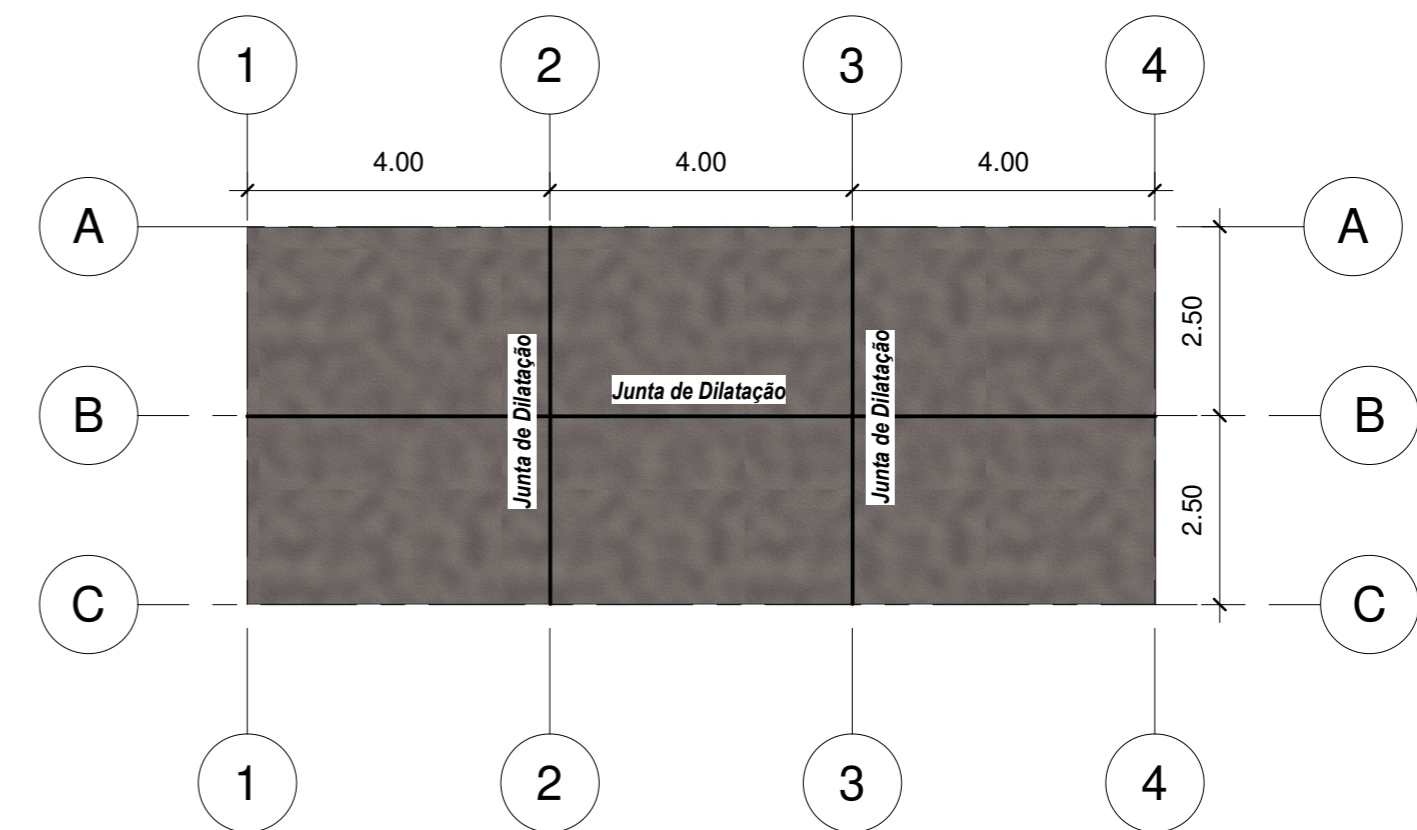 1 2 3 4
4.00 4.00 4.00
A A
2.50
Junta de Dilatação
Junta de Dilatação
Junta de Dilatação
B B
2.50
C C
1 2 3 4